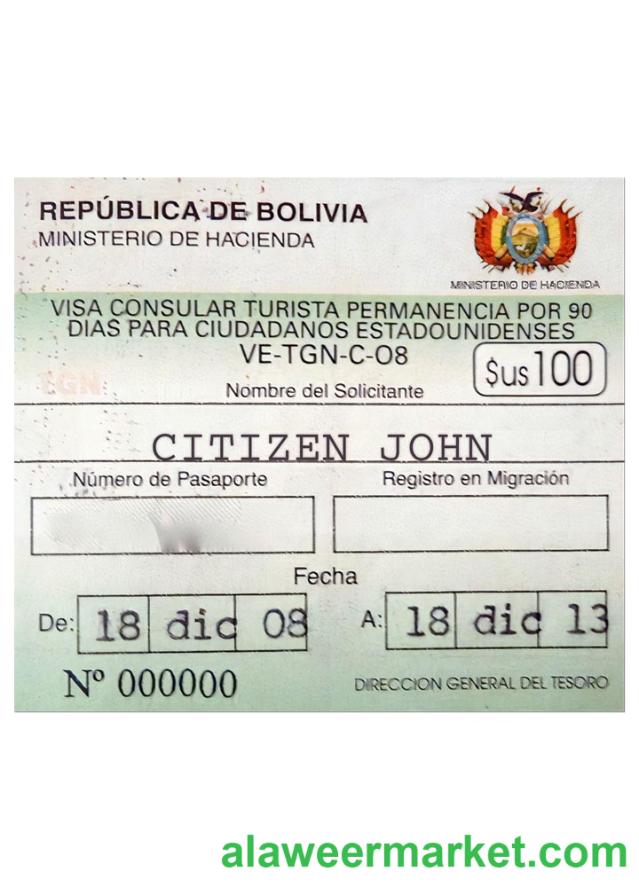 REPÚBLICA DE BOLIVIA
MINISTERIO DE HACIENDA
MINISTERIO DE HACIENDA
VISA CONSULAR TURISTA PERMANENCIA POR 90
DIAS PARA CIUDADANOS ESTADOUNIDENSES
VE-TGN-C-08
$us 100
TGN
Nombre del Solicitante
CITIZEN JOHN
Número de Pasaporte
Registro en Migración
Fecha
De: 18 dic 08
A: 18 dic 13
Nº 000000
DIRECCION GENERAL DEL TESORO
alaweermarket.com